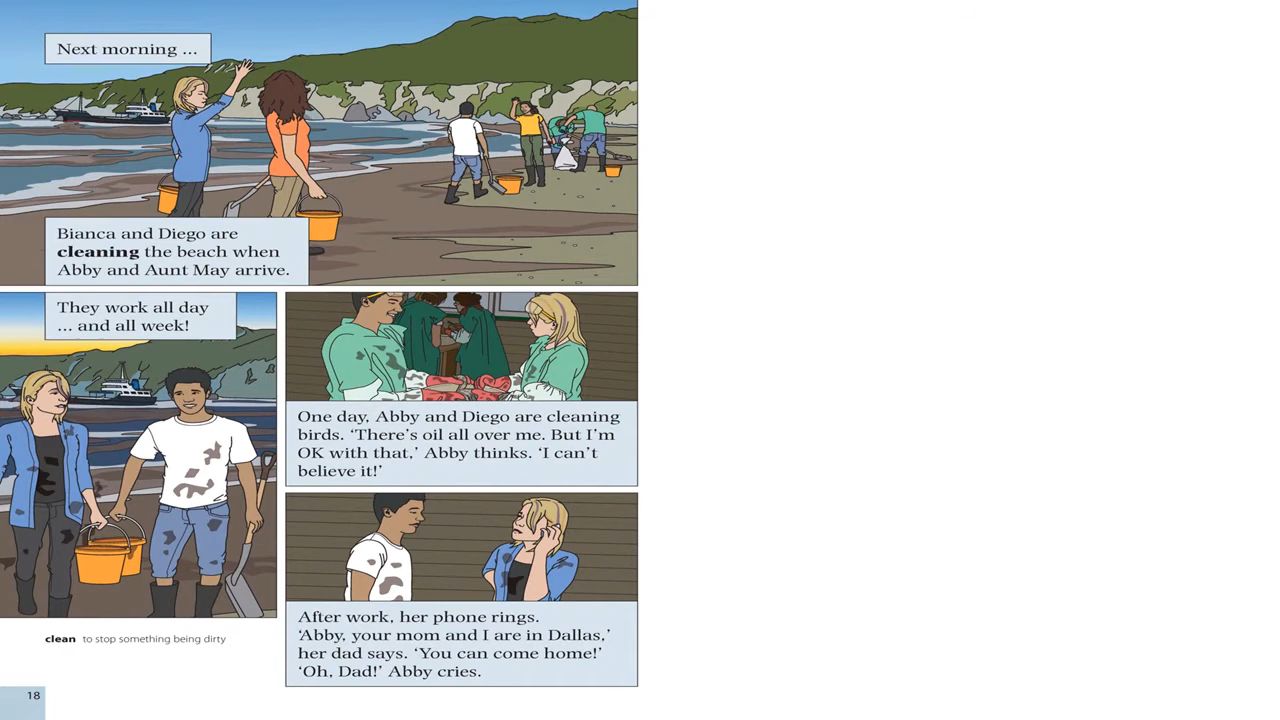 Next morning ...
Bianca and Diego are
cleaning the beach when
Abby and Aunt May arrive.
They work all day
... and all week!
One day, Abby and Diego are cleaning
birds. ‘There’s oil all over me. But I’m
OK with that,’ Abby thinks. ‘I can’t
believe it!’
After work, her phone rings.
‘Abby, your mom and I are in Dallas,’
her dad says. ‘You can come home!’
‘Oh, Dad!’ Abby cries.
clean to stop something being dirty
18